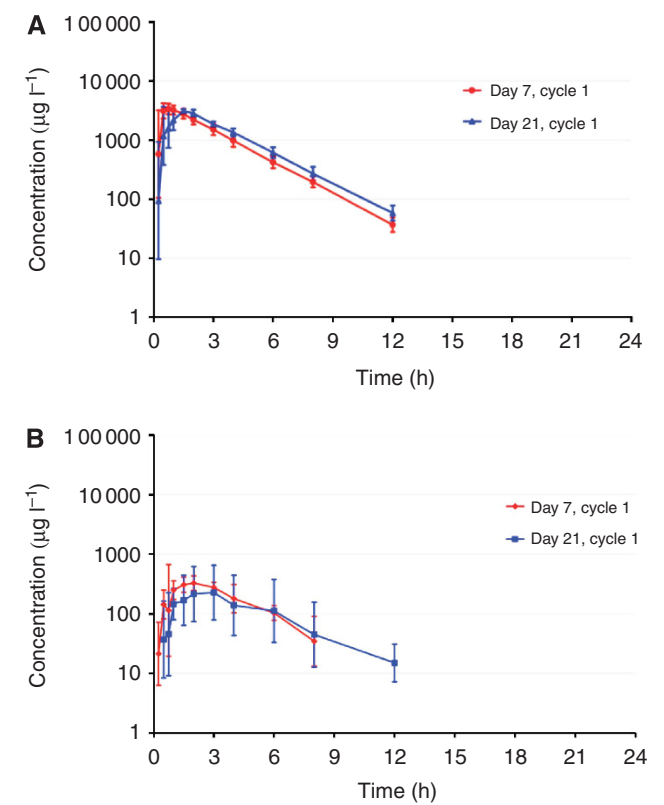 A
100 000
10 000
1000
100
10
1
Concentration (μg l⁻¹)
Day 7, cycle 1
Day 21, cycle 1
0 3 6 9 12 15 18 21 24
Time (h)
B
100 000
10 000
1000
100
10
1
Concentration (μg l⁻¹)
Day 7, cycle 1
Day 21, cycle 1
0 3 6 9 12 15 18 21 24
Time (h)